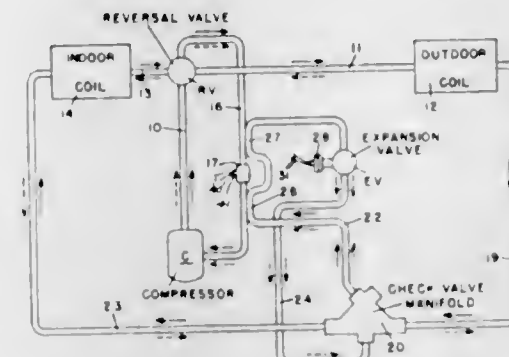 REVERSAL VALVE
INDOOR
COIL
14
13
RV
11
OUTDOOR
COIL
12
10
16
27
28
EXPANSION
VALVE
17
31
EV
26
22
C
COMPRESSOR
19
CHECK VALVE
MANIFOLD
24
23
20